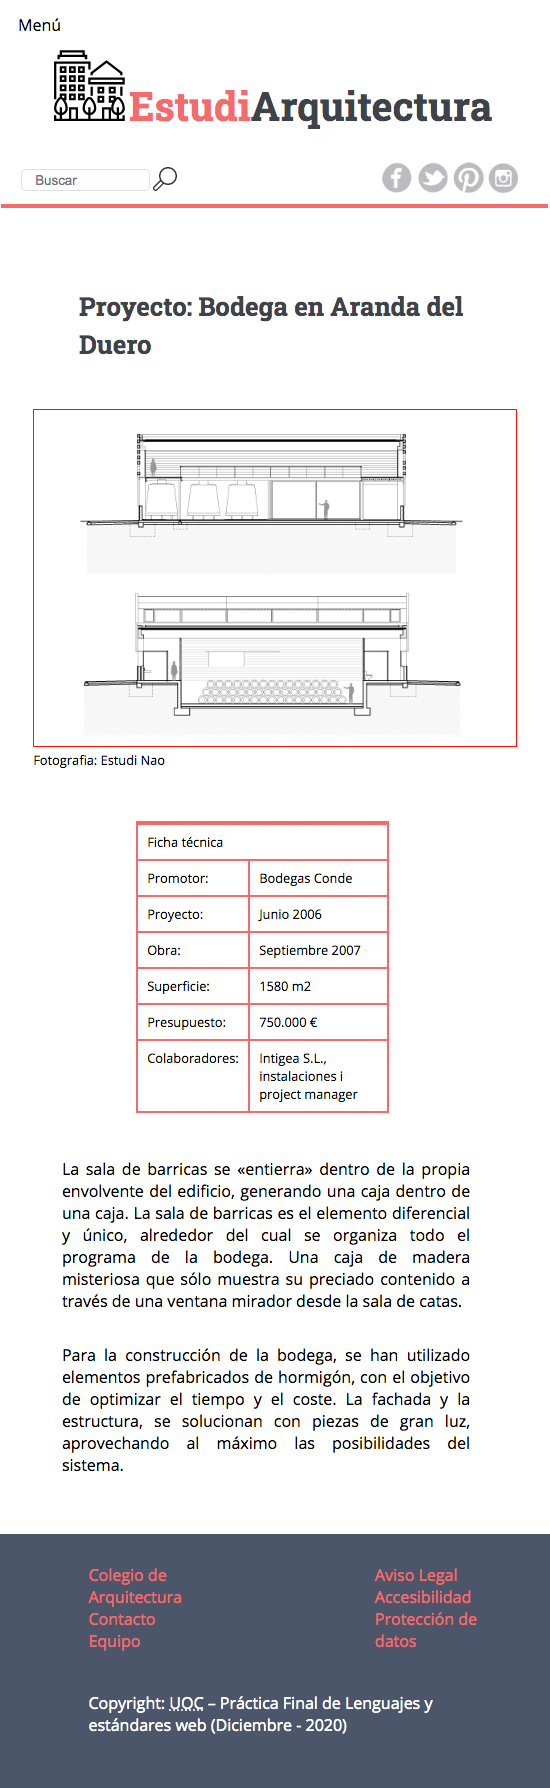 Menú
EstudiArquitectura
Buscar
Proyecto: Bodega en Aranda del
Duero
Fotografia: Estudi Nao
Ficha técnica
Promotor: Bodegas Conde
Proyecto: Junio 2006
Obra: Septiembre 2007
Superficie: 1580 m2
Presupuesto: 750.000 €
Colaboradores: Intigea S.L.,
instalaciones i
project manager
La sala de barricas se «entierra» dentro de la propia
envolvente del edificio, generando una caja dentro de
una caja. La sala de barricas es el elemento diferencial
y único, alrededor del cual se organiza todo el
programa de la bodega. Una caja de madera
misteriosa que sólo muestra su preciado contenido a
través de una ventana mirador desde la sala de catas.
Para la construcción de la bodega, se han utilizado
elementos prefabricados de hormigón, con el objetivo
de optimizar el tiempo y el coste. La fachada y la
estructura, se solucionan con piezas de gran luz,
aprovechando al máximo las posibilidades del
sistema.
Colegio de
Arquitectura
Contacto
Equipo
Aviso Legal
Accesibilidad
Protección de
datos
Copyright: UOC – Práctica Final de Lenguajes y
estándares web (Diciembre - 2020)